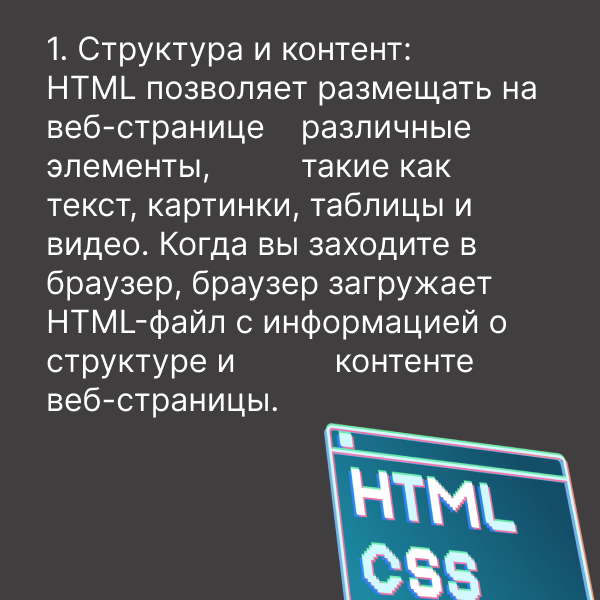 1. Структура и контент:
HTML позволяет размещать на
веб-странице различные
элементы, такие как
текст, картинки, таблицы и
видео. Когда вы заходите в
браузер, браузер загружает
HTML-файл с информацией о
структуре и контенте
веб-страницы.
HTML
CSS